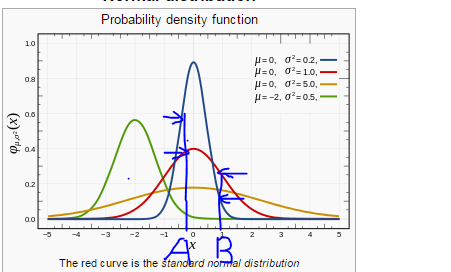 Normal distribution
Probability density function
μ=0, σ²=0.2,
μ=0, σ²=1.0,
μ=0, σ²=5.0,
μ=−2, σ²=0.5,
φμ,σ²(x)
1.0
0.8
0.6
0.4
0.2
0.0
−5 −4 −3 −2 −1 0 1 2 3 4 5
x
A B
The red curve is the standard normal distribution